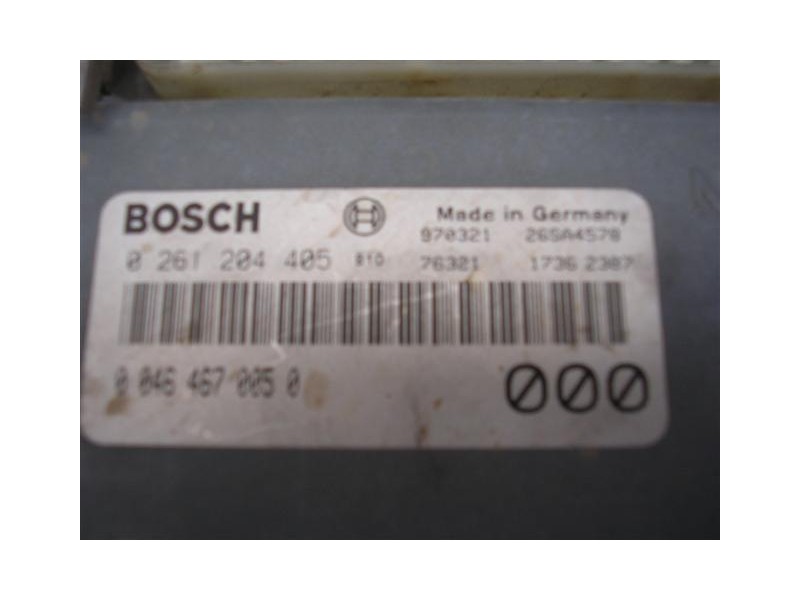 BOSCH Made in Germany
970321 26SA4578
0 261 204 405 76321 1736 2387
0 046 467 005 0 000